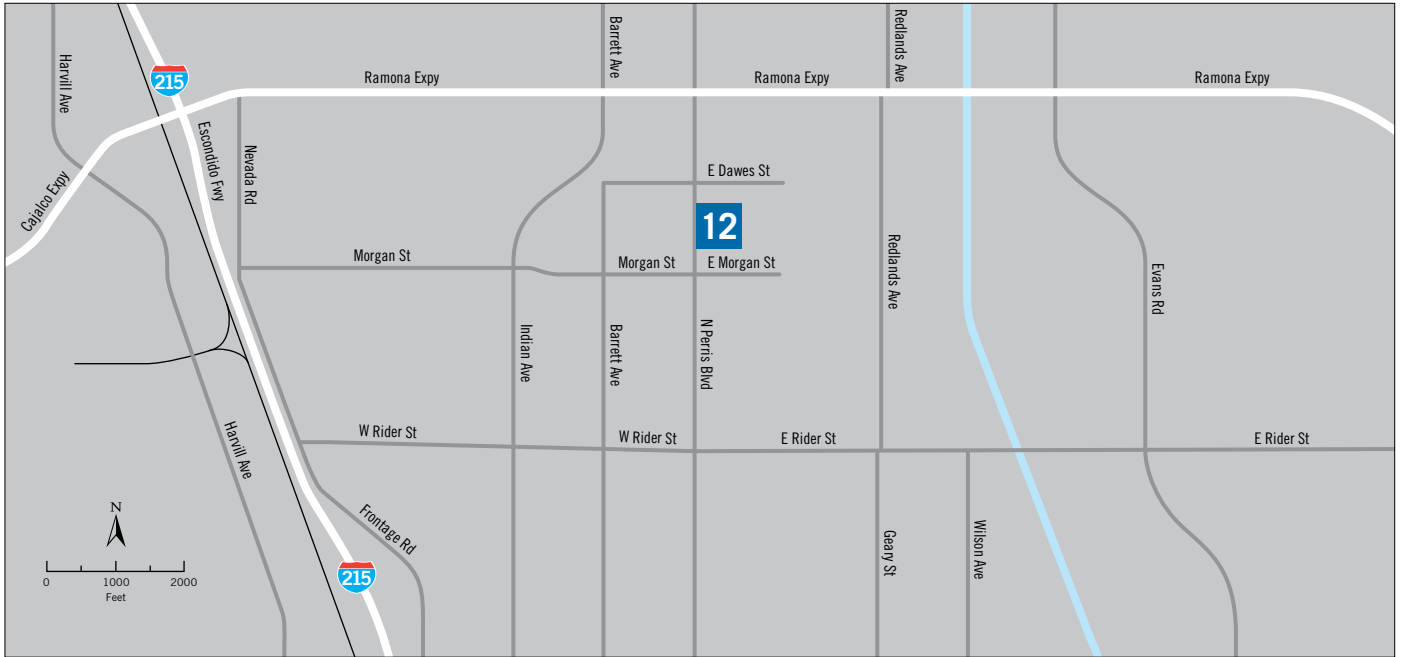 Harvill Ave
215
Ramona Expy
Barrett Ave
Ramona Expy
Redlands Ave
Ramona Expy
Cajalco Expy
Escondido Fwy
Nevada Rd
E Dawes St
12
Morgan St
Morgan St
E Morgan St
Redlands Ave
Evans Rd
Indian Ave
Barrett Ave
N Perris Blvd
Harvill Ave
W Rider St
W Rider St
E Rider St
E Rider St
N
0 1000 2000
Feet
Frontage Rd
215
Geary St
Wilson Ave